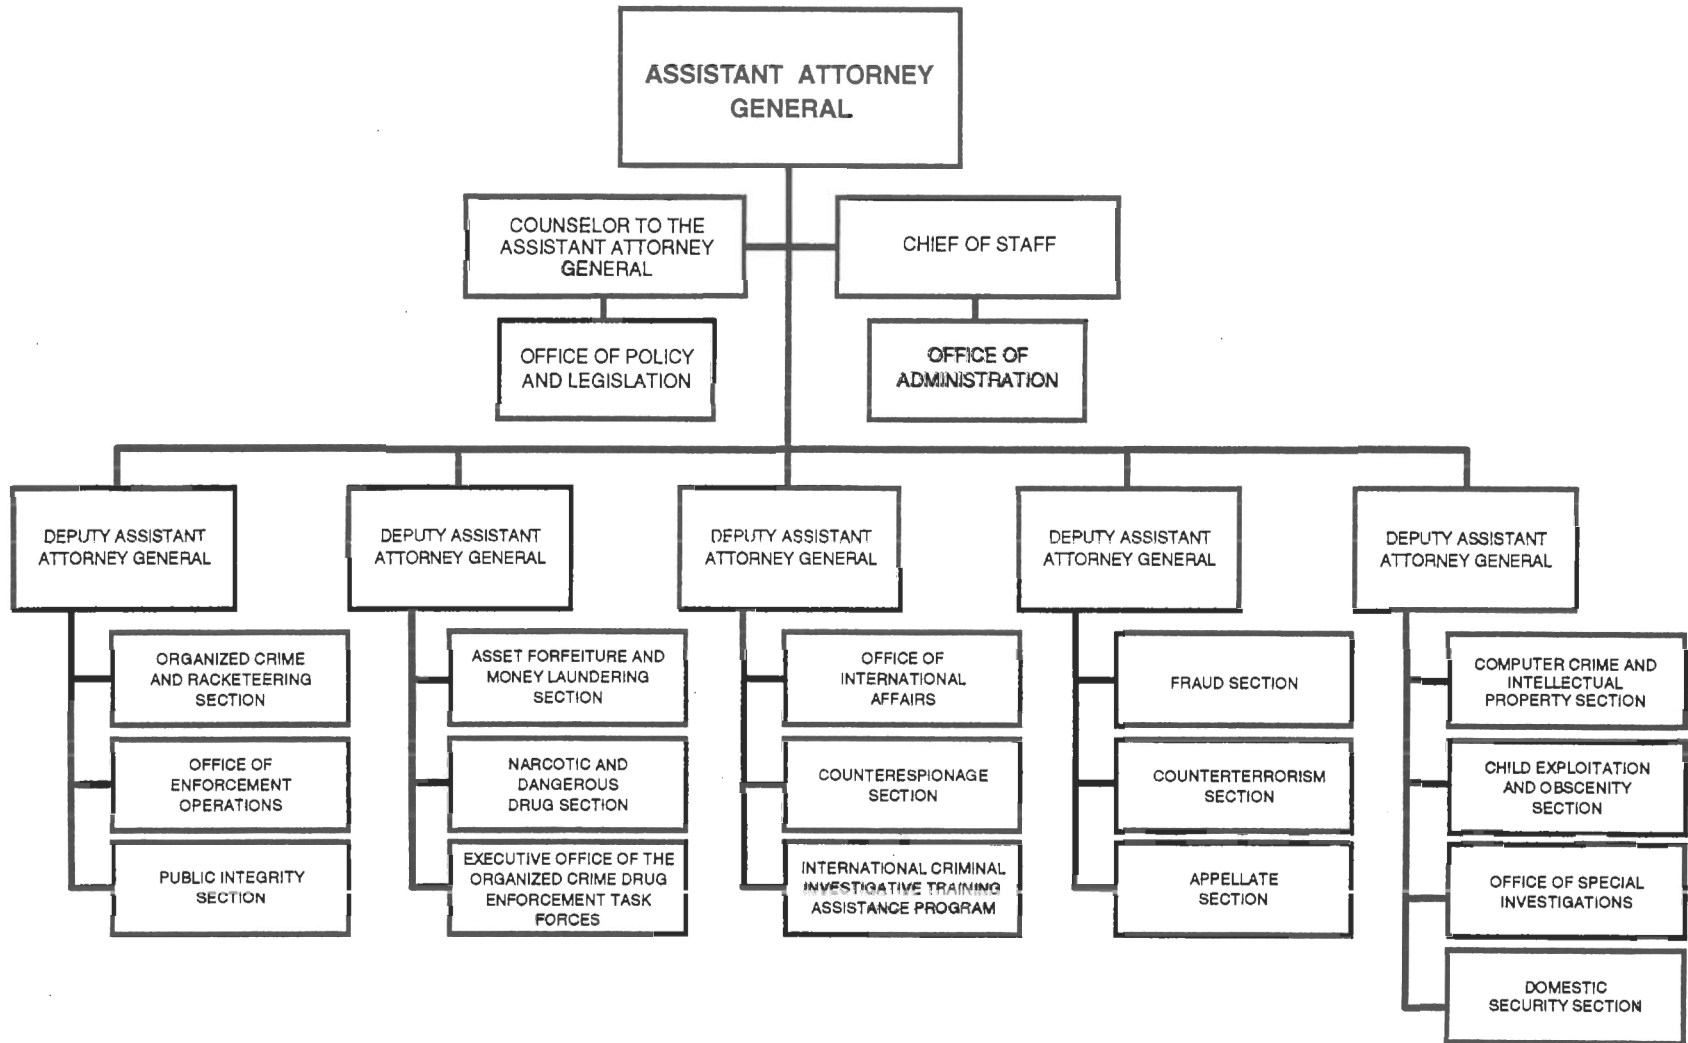 ASSISTANT ATTORNEY
GENERAL
COUNSELOR TO THE
ASSISTANT ATTORNEY
GENERAL
CHIEF OF STAFF
OFFICE OF POLICY
AND LEGISLATION
OFFICE OF
ADMINISTRATION
DEPUTY ASSISTANT
ATTORNEY GENERAL
DEPUTY ASSISTANT
ATTORNEY GENERAL
DEPUTY ASSISTANT
ATTORNEY GENERAL
DEPUTY ASSISTANT
ATTORNEY GENERAL
DEPUTY ASSISTANT
ATTORNEY GENERAL
ORGANIZED CRIME
AND RACKETEERING
SECTION
OFFICE OF
ENFORCEMENT
OPERATIONS
PUBLIC INTEGRITY
SECTION
ASSET FORFEITURE AND
MONEY LAUNDERING
SECTION
NARCOTIC AND
DANGEROUS
DRUG SECTION
EXECUTIVE OFFICE OF THE
ORGANIZED CRIME DRUG
ENFORCEMENT TASK
FORCES
OFFICE OF
INTERNATIONAL
AFFAIRS
COUNTERESPIONAGE
SECTION
INTERNATIONAL CRIMINAL
INVESTIGATIVE TRAINING
ASSISTANCE PROGRAM
FRAUD SECTION
COUNTERTERRORISM
SECTION
APPELLATE
SECTION
COMPUTER CRIME AND
INTELLECTUAL
PROPERTY SECTION
CHILD EXPLOITATION
AND OBSCENITY
SECTION
OFFICE OF SPECIAL
INVESTIGATIONS
DOMESTIC
SECURITY SECTION